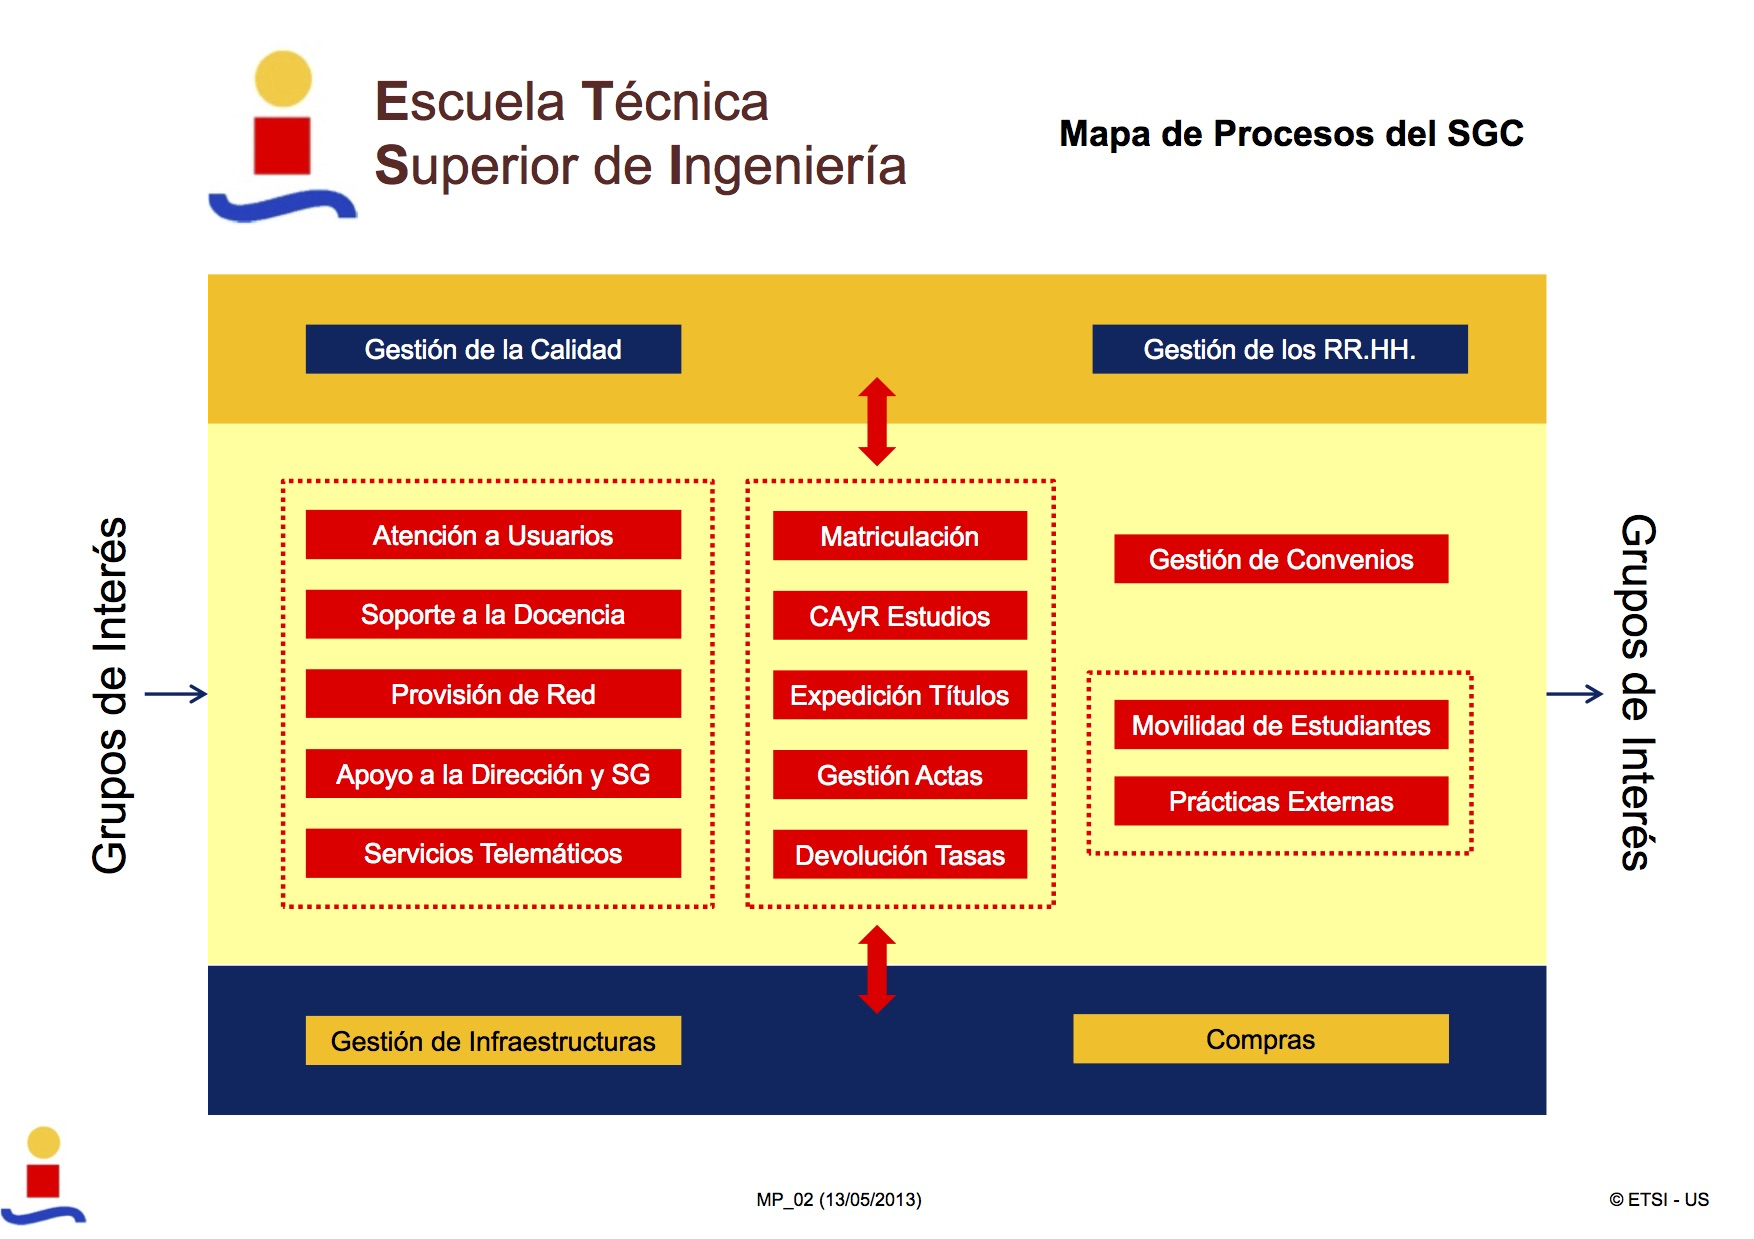 Escuela Técnica
Superior de Ingeniería
Mapa de Procesos del SGC
Gestión de la Calidad
Gestión de los RR.HH.
Grupos de Interés
Atención a Usuarios
Soporte a la Docencia
Provisión de Red
Apoyo a la Dirección y SG
Servicios Telemáticos
Matriculación
CAyR Estudios
Expedición Títulos
Gestión Actas
Devolución Tasas
Gestión de Convenios
Movilidad de Estudiantes
Prácticas Externas
Grupos de Interés
Gestión de Infraestructuras
Compras
MP_02 (13/05/2013)
© ETSI - US